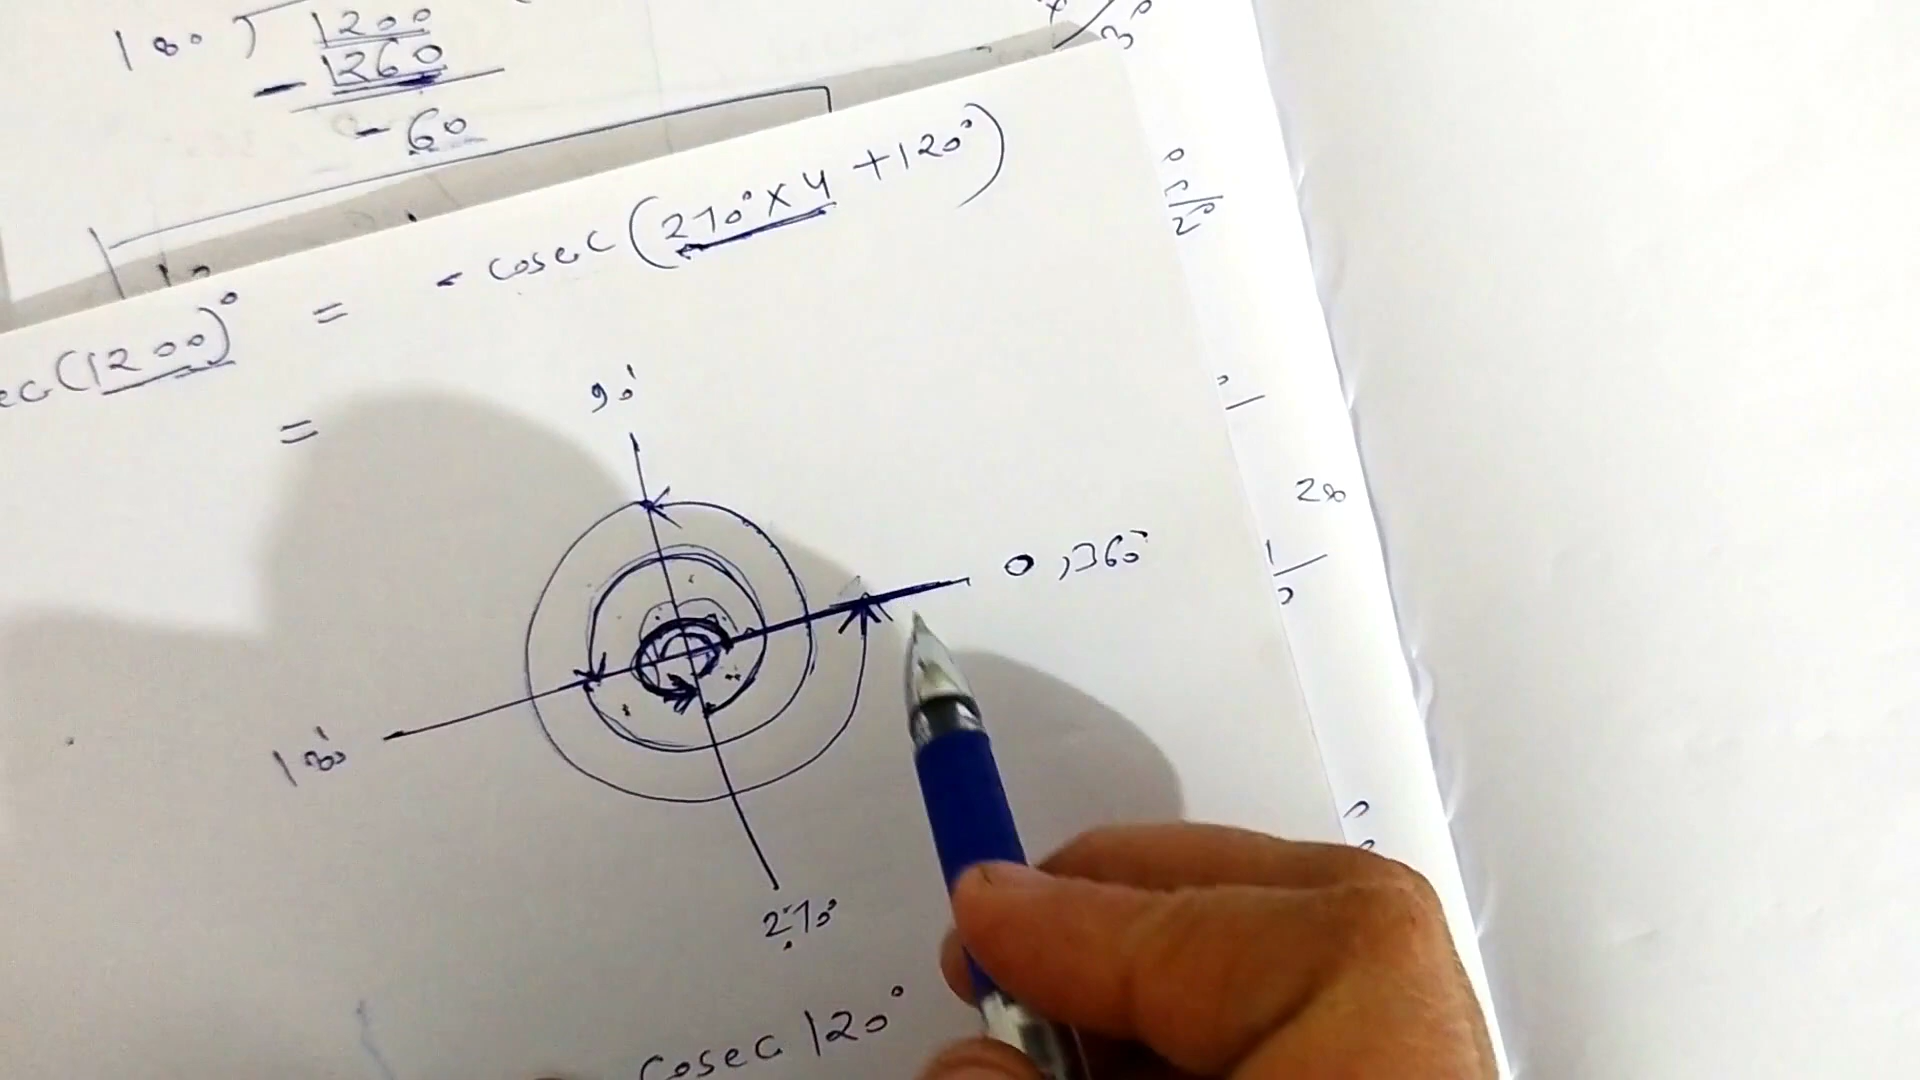 180 ) 1200
- 1260
- 60
ec(1200)° = - cosec(270° × 4 + 120°)
=
90°
0, 360°
180°
270°
cosec 120°